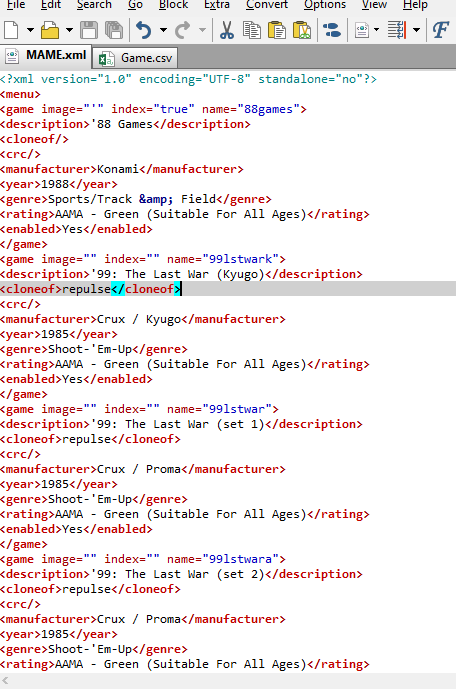 File Edit Search Go Block Extra Convert Options View Help
MAME.xml Game.csv
<?xml version="1.0" encoding="UTF-8" standalone="no"?>
<menu>
<game image="'" index="true" name="88games">
<description>'88 Games</description>
<cloneof/>
<crc/>
<manufacturer>Konami</manufacturer>
<year>1988</year>
<genre>Sports/Track &amp; Field</genre>
<rating>AAMA - Green (Suitable For All Ages)</rating>
<enabled>Yes</enabled>
</game>
<game image="" index="" name="99lstwark">
<description>'99: The Last War (Kyugo)</description>
<cloneof>repulse</cloneof>
<crc/>
<manufacturer>Crux / Kyugo</manufacturer>
<year>1985</year>
<genre>Shoot-'Em-Up</genre>
<rating>AAMA - Green (Suitable For All Ages)</rating>
<enabled>Yes</enabled>
</game>
<game image="" index="" name="99lstwar">
<description>'99: The Last War (set 1)</description>
<cloneof>repulse</cloneof>
<crc/>
<manufacturer>Crux / Proma</manufacturer>
<year>1985</year>
<genre>Shoot-'Em-Up</genre>
<rating>AAMA - Green (Suitable For All Ages)</rating>
<enabled>Yes</enabled>
</game>
<game image="" index="" name="99lstwara">
<description>'99: The Last War (set 2)</description>
<cloneof>repulse</cloneof>
<crc/>
<manufacturer>Crux / Proma</manufacturer>
<year>1985</year>
<genre>Shoot-'Em-Up</genre>
<rating>AAMA - Green (Suitable For All Ages)</rating>